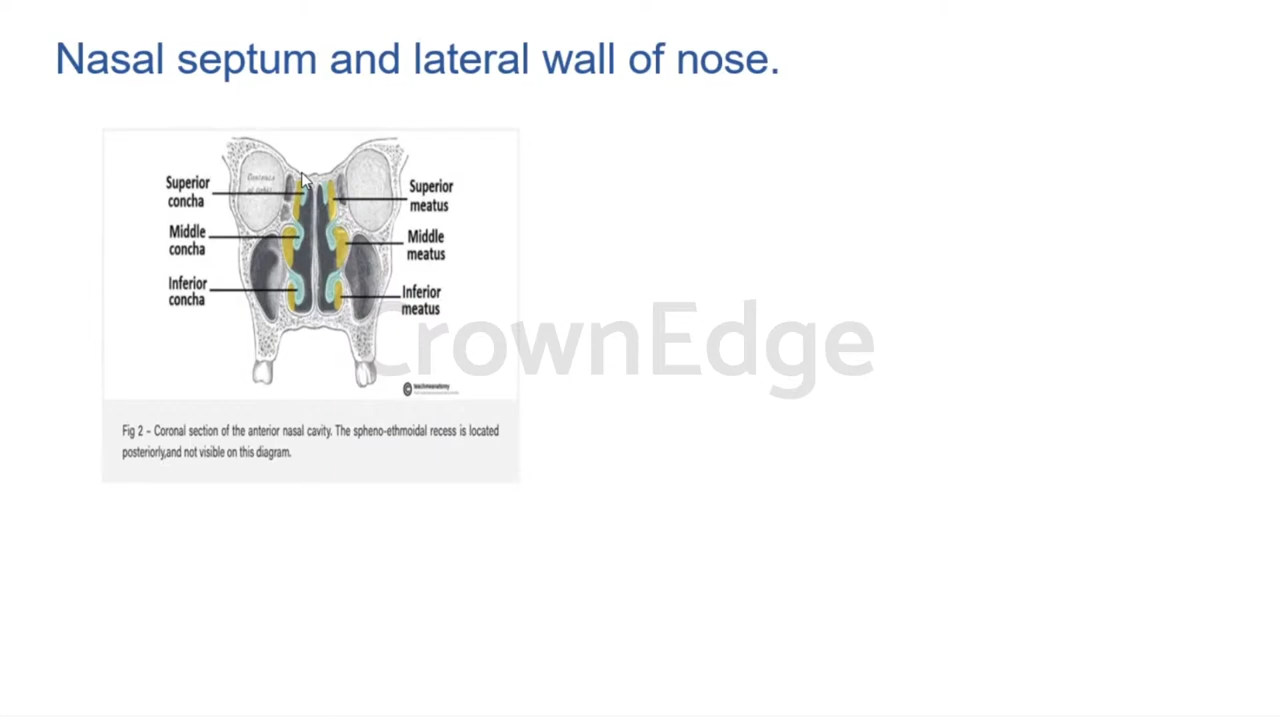 Nasal septum and lateral wall of nose.
Superior
concha
Middle
concha
Inferior
concha
Superior
meatus
Middle
meatus
Inferior
meatus
© teachmeanatomy
Fig 2 – Coronal section of the anterior nasal cavity. The spheno-ethmoidal recess is located
posteriorly,and not visible on this diagram.
CrownEdge